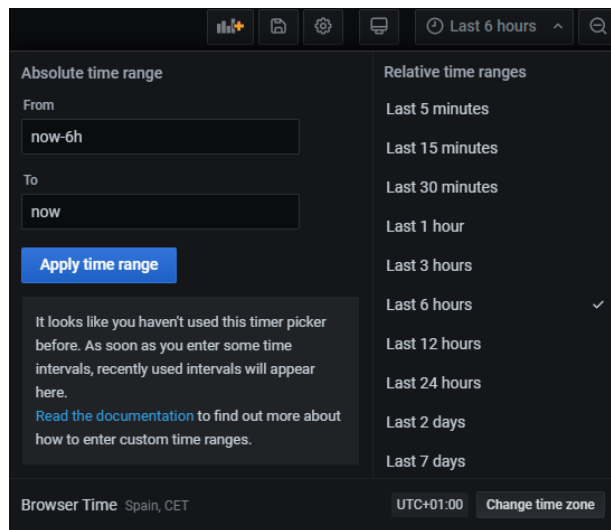 Last 6 hours
Absolute time range
From
now-6h
To
now
Apply time range
It looks like you haven't used this timer picker
before. As soon as you enter some time
intervals, recently used intervals will appear
here.
Read the documentation to find out more about
how to enter custom time ranges.
Relative time ranges
Last 5 minutes
Last 15 minutes
Last 30 minutes
Last 1 hour
Last 3 hours
Last 6 hours
Last 12 hours
Last 24 hours
Last 2 days
Last 7 days
Browser Time Spain, CET
UTC+01:00 Change time zone